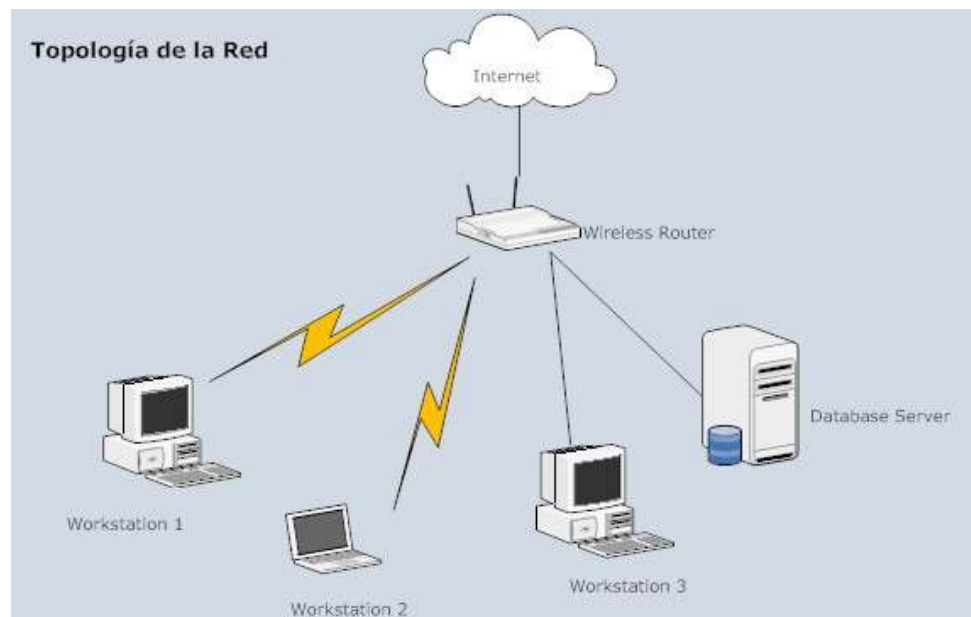 Topología de la Red
Internet
Wireless Router
Database Server
Workstation 1
Workstation 3
Workstation 2